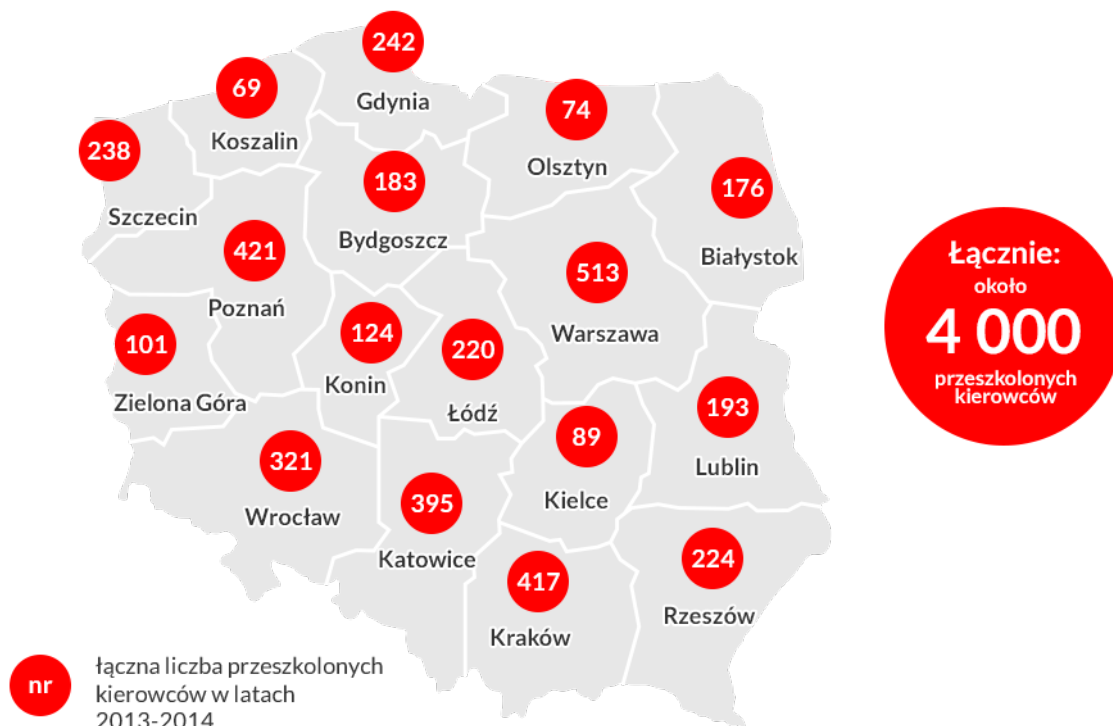 242
Gdynia
69
Koszalin
74
Olsztyn
238
Szczecin
183
Bydgoszcz
176
Białystok
421
Poznań
513
Warszawa
101
Zielona Góra
124
Konin
220
Łódź
193
Lublin
321
Wrocław
395
Katowice
89
Kielce
417
Kraków
224
Rzeszów
Łącznie:
około
4 000
przeszkolonych
kierowców
nr
łączna liczba przeszkolonych
kierowców w latach
2013-2014